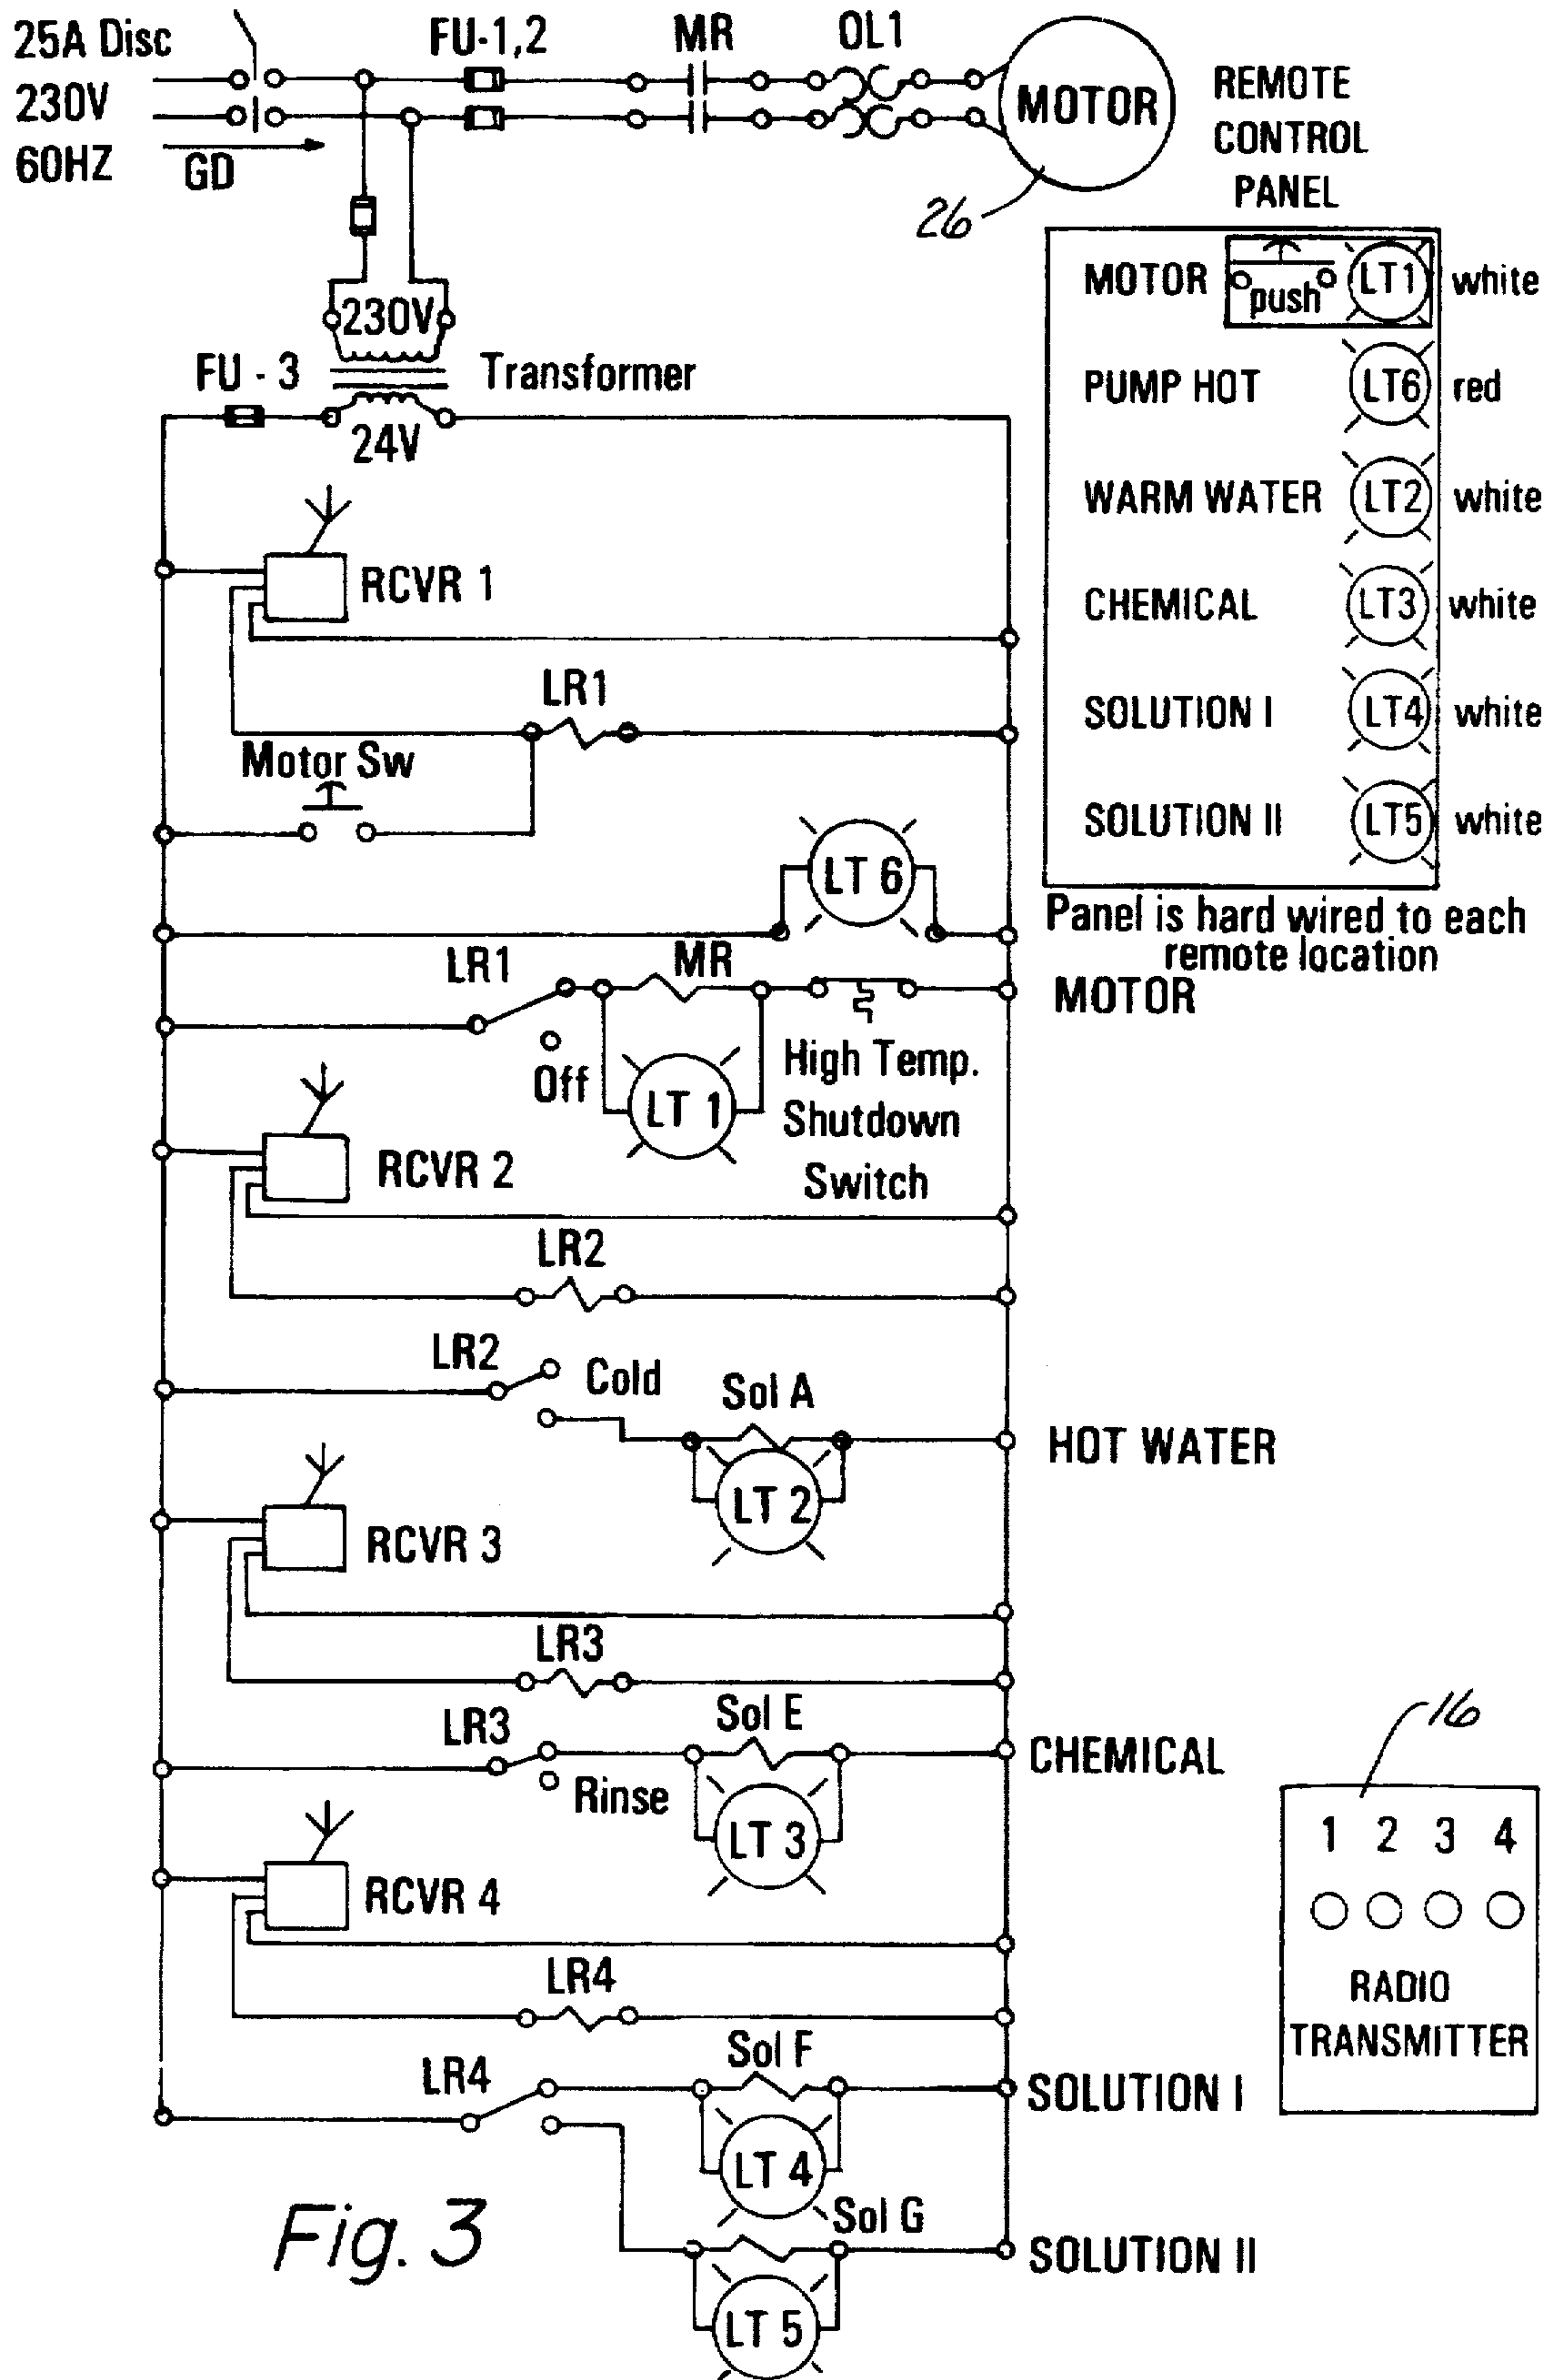 25A Disc
230V
60HZ
GD
FU-1,2
MR
OL1
MOTOR
26
REMOTE
CONTROL
PANEL
MOTOR push LT1 white
PUMP HOT LT6 red
WARM WATER LT2 white
CHEMICAL LT3 white
SOLUTION I LT4 white
SOLUTION II LT5 white
Panel is hard wired to each
remote location
230V
FU - 3
Transformer
24V
RCVR 1
LR1
Motor Sw
LT 6
LR1
MR
MOTOR
Off
LT 1
High Temp.
Shutdown
Switch
RCVR 2
LR2
LR2
Cold
Sol A
HOT WATER
LT 2
RCVR 3
LR3
LR3
Sol E
CHEMICAL
Rinse
LT 3
RCVR 4
LR4
LR4
Sol F
SOLUTION I
LT 4
Sol G
SOLUTION II
LT 5
16
1 2 3 4
RADIO
TRANSMITTER
Fig. 3